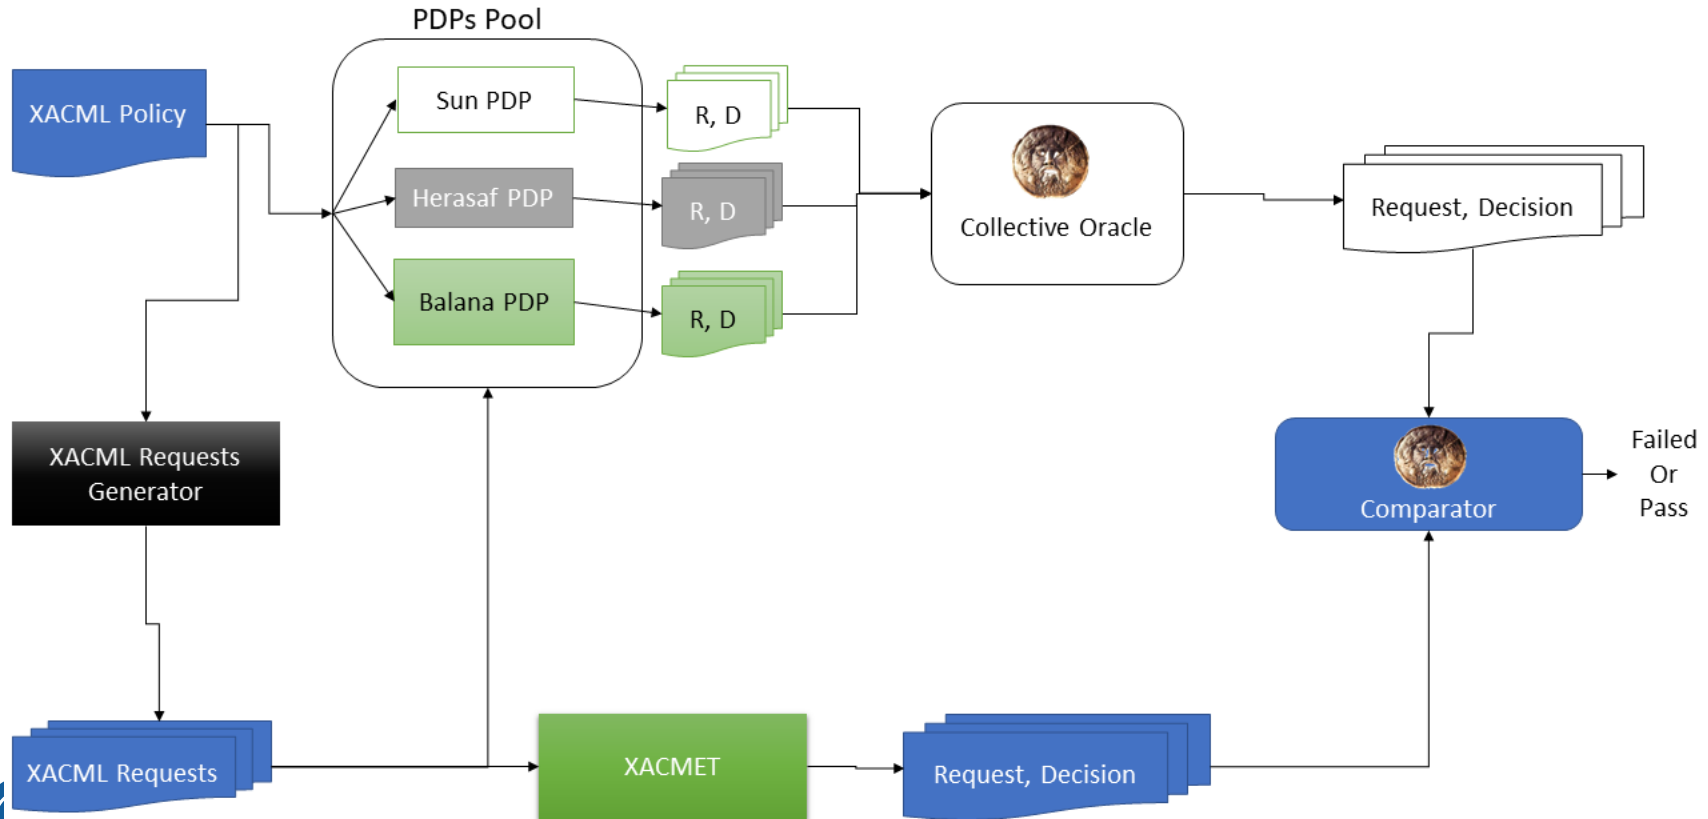 PDPs Pool
XACML Policy
Sun PDP
R, D
Herasaf PDP
R, D
Balana PDP
R, D
Collective Oracle
Request, Decision
XACML Requests
Generator
Comparator
Failed
Or
Pass
XACML Requests
XACMET
Request, Decision